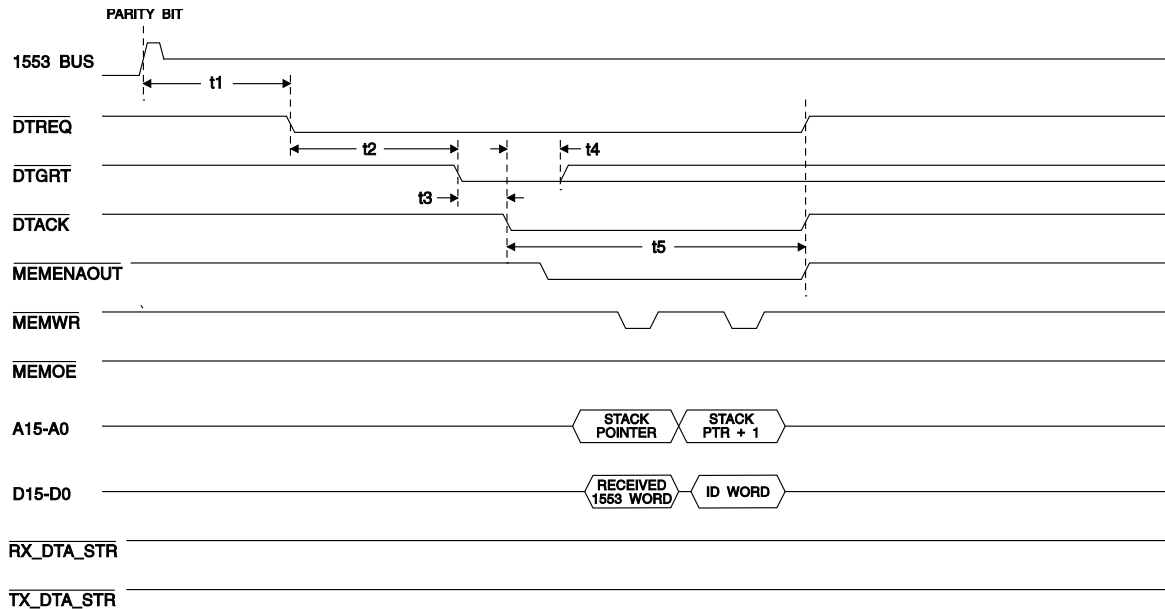 PARITY BIT
1553 BUS
t1
DTREQ
t2
t4
DTGRT
t3
DTACK
t5
MEMENAOUT
MEMWR
MEMOE
A15-A0
STACK
POINTER
STACK
PTR + 1
D15-D0
RECEIVED
1553 WORD
ID WORD
RX_DTA_STR
TX_DTA_STR